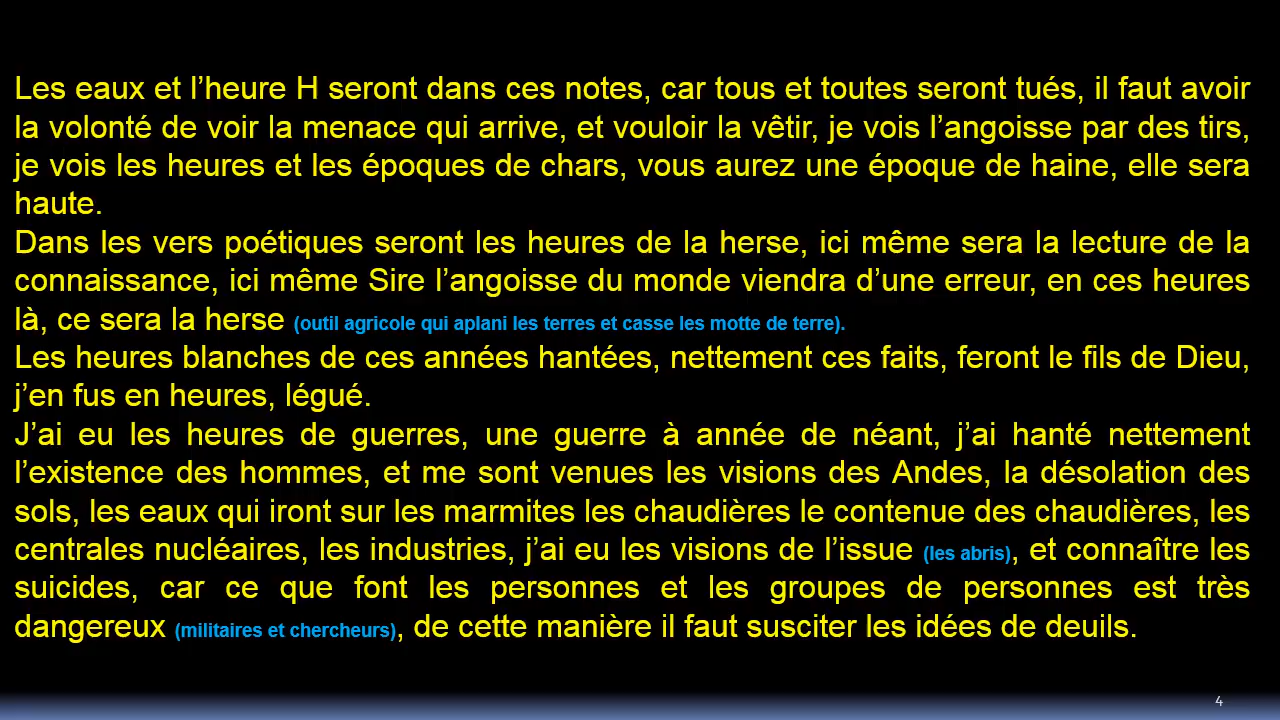 Les eaux et l’heure H seront dans ces notes, car tous et toutes seront tués, il faut avoir
la volonté de voir la menace qui arrive, et vouloir la vêtir, je vois l’angoisse par des tirs,
je vois les heures et les époques de chars, vous aurez une époque de haine, elle sera
haute.
Dans les vers poétiques seront les heures de la herse, ici même sera la lecture de la
connaissance, ici même Sire l’angoisse du monde viendra d’une erreur, en ces heures
là, ce sera la herse (outil agricole qui aplani les terres et casse les motte de terre).
Les heures blanches de ces années hantées, nettement ces faits, feront le fils de Dieu,
j’en fus en heures, légué.
J’ai eu les heures de guerres, une guerre à année de néant, j’ai hanté nettement
l’existence des hommes, et me sont venues les visions des Andes, la désolation des
sols, les eaux qui iront sur les marmites les chaudières le contenue des chaudières, les
centrales nucléaires, les industries, j’ai eu les visions de l’issue (les abris), et connaître les
suicides, car ce que font les personnes et les groupes de personnes est très
dangereux (militaires et chercheurs), de cette manière il faut susciter les idées de deuils.
4